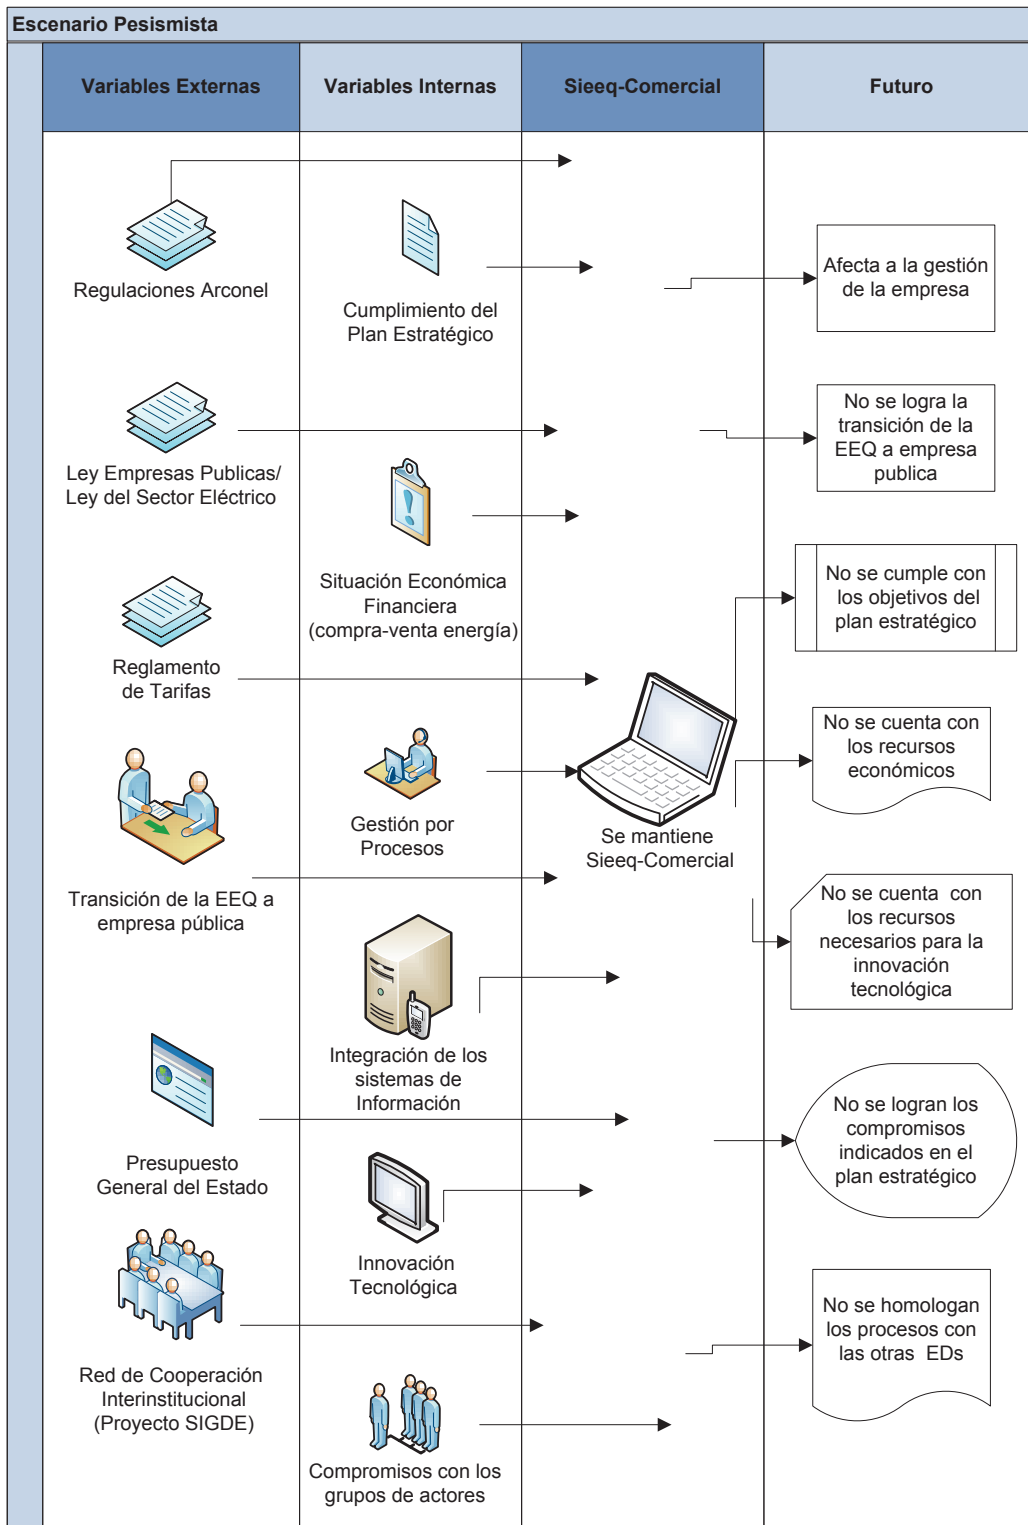 Escenario Pesismista
Variables Externas
Variables Internas
Sieeq-Comercial
Futuro
Regulaciones Arconel
Ley Empresas Publicas/
Ley del Sector Eléctrico
Reglamento
de Tarifas
Transición de la EEQ a
empresa pública
Presupuesto
General del Estado
Red de Cooperación
Interinstitucional
(Proyecto SIGDE)
Cumplimiento del
Plan Estratégico
Situación Económica
Financiera
(compra-venta energía)
Gestión por
Procesos
Integración de los
sistemas de
Información
Innovación
Tecnológica
Compromisos con los
grupos de actores
Se mantiene
Sieeq-Comercial
Afecta a la gestión
de la empresa
No se logra la
transición de la
EEQ a empresa
publica
No se cumple con
los objetivos del
plan estratégico
No se cuenta con
los recursos
económicos
No se cuenta  con
los recursos
necesarios para la
innovación
tecnológica
No se logran los
compromisos
indicados en el
plan estratégico
No se homologan
los procesos con
las otras  EDs